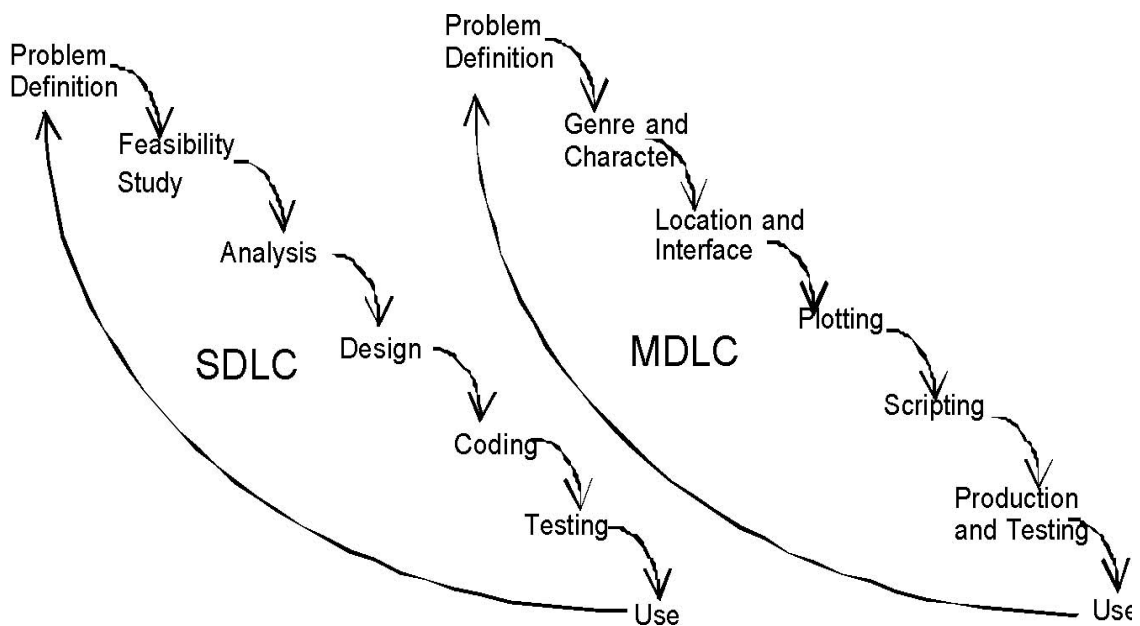 Problem
Definition
Feasibility
Study
Analysis
Design
SDLC
Coding
Testing
Use
Problem
Definition
Genre and
Character
Location and
Interface
Plotting
MDLC
Scripting
Production
and Testing
Use